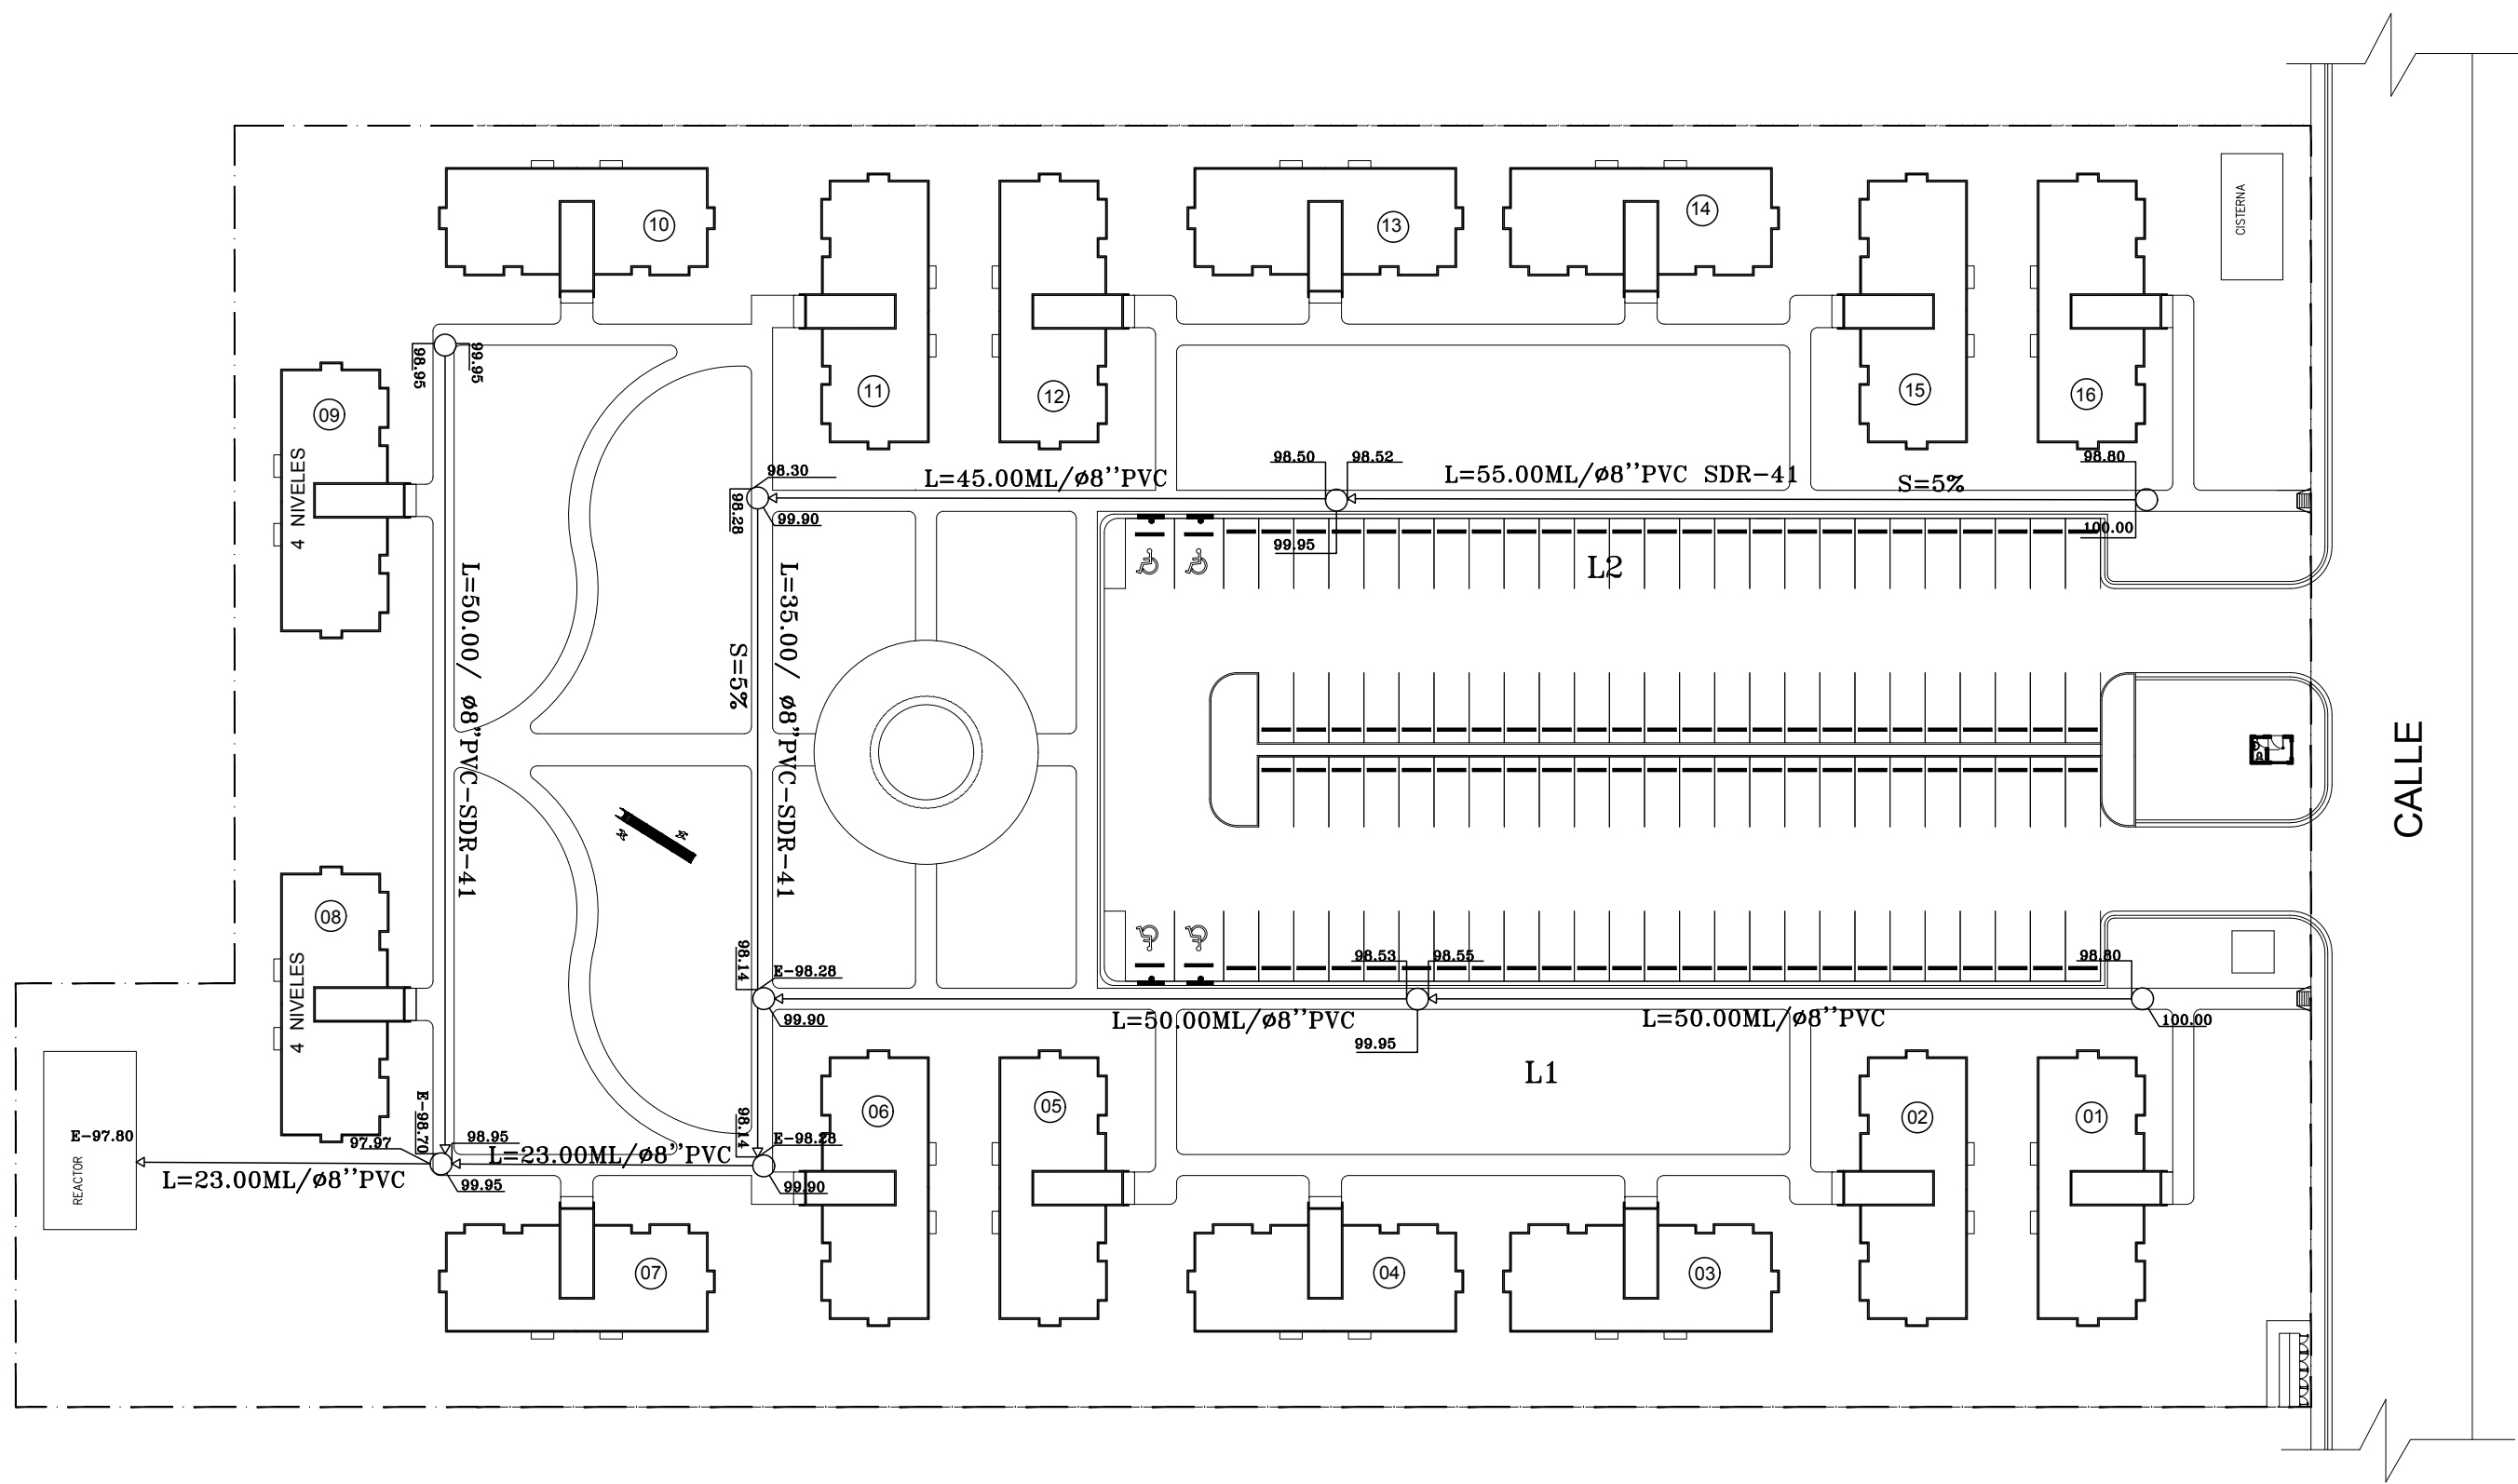 10
11
12
13
14
15
16
CISTERNA
99.95
98.95
09
4 NIVELES
98.30
98.28
99.90
L=45.00ML/ø8''PVC
98.50
98.52
99.95
L=55.00ML/ø8''PVC SDR-41
S=5%
98.80
100.00
L2
L=50.00/ ø8''PVC-SDR-41
L=35.00/ ø8''PVC-SDR-41
S=5%
CALLE
08
4 NIVELES
98.14
E-98.28
99.90
98.53
98.55
99.95
98.80
100.00
L=50.00ML/ø8''PVC
L=50.00ML/ø8''PVC
L1
E-97.80
REACTOR
L=23.00ML/ø8''PVC
97.97
E-98.70
98.95
99.95
L=23.00ML/ø8''PVC
98.14
E-98.28
99.90
06
05
02
01
07
04
03